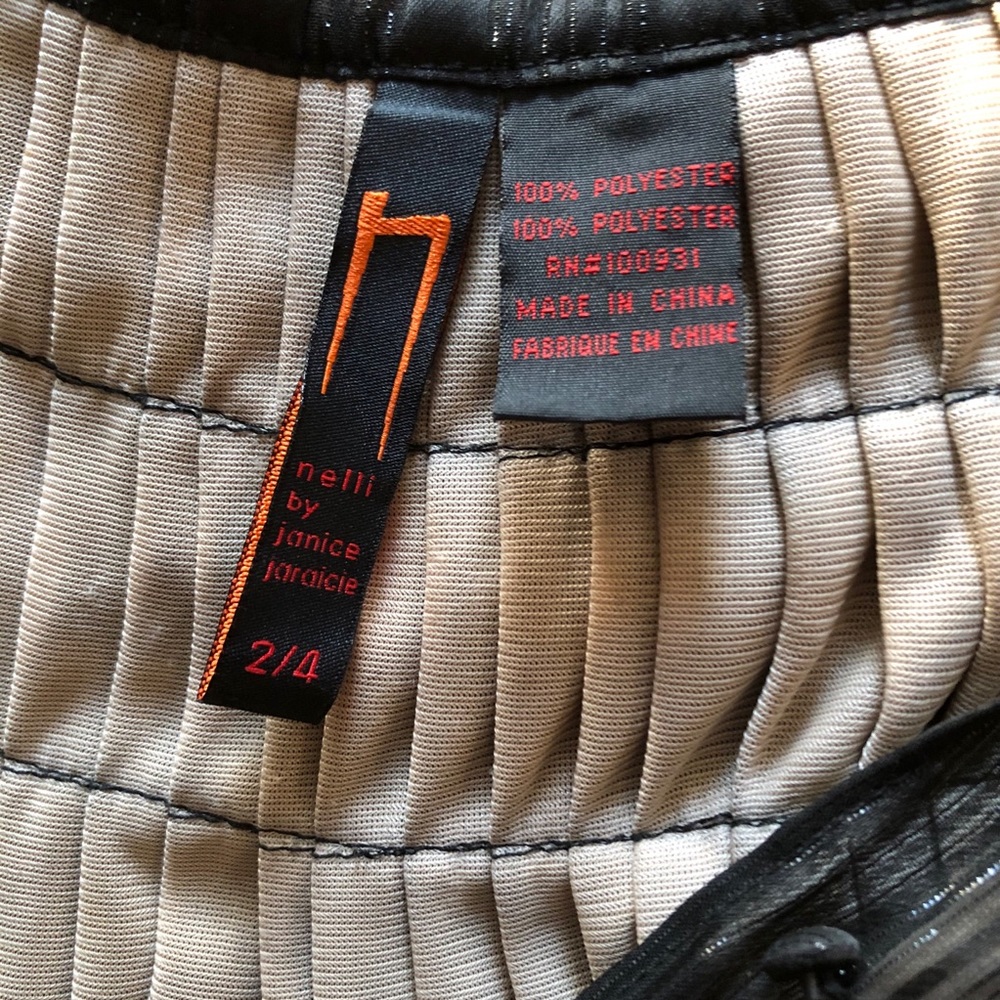 n
nelli
by
janice
jaraicie
2/4
100% POLYESTER
100% POLYESTER
RN#100931
MADE IN CHINA
FABRIQUE EN CHINE